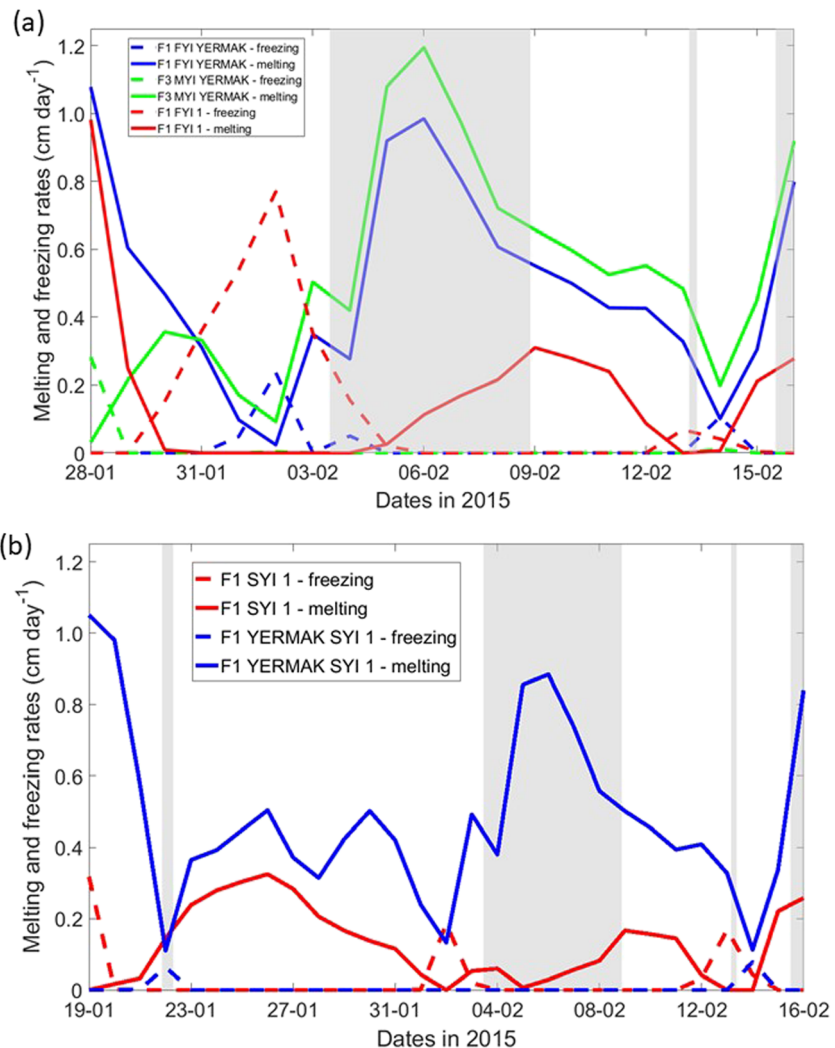 (a)
1.2
1.0
0.8
0.6
0.4
0.2
0
Melting and freezing rates (cm day⁻¹)
F1 FYI YERMAK - freezing
F1 FYI YERMAK - melting
F3 MYI YERMAK - freezing
F3 MYI YERMAK - melting
F1 FYI 1 - freezing
F1 FYI 1 - melting
28-01 31-01 03-02 06-02 09-02 12-02 15-02
Dates in 2015
(b)
1.2
1.0
0.8
0.6
0.4
0.2
0
Melting and freezing rates (cm day⁻¹)
F1 SYI 1 - freezing
F1 SYI 1 - melting
F1 YERMAK SYI 1 - freezing
F1 YERMAK SYI 1 - melting
19-01 23-01 27-01 31-01 04-02 08-02 12-02 16-02
Dates in 2015